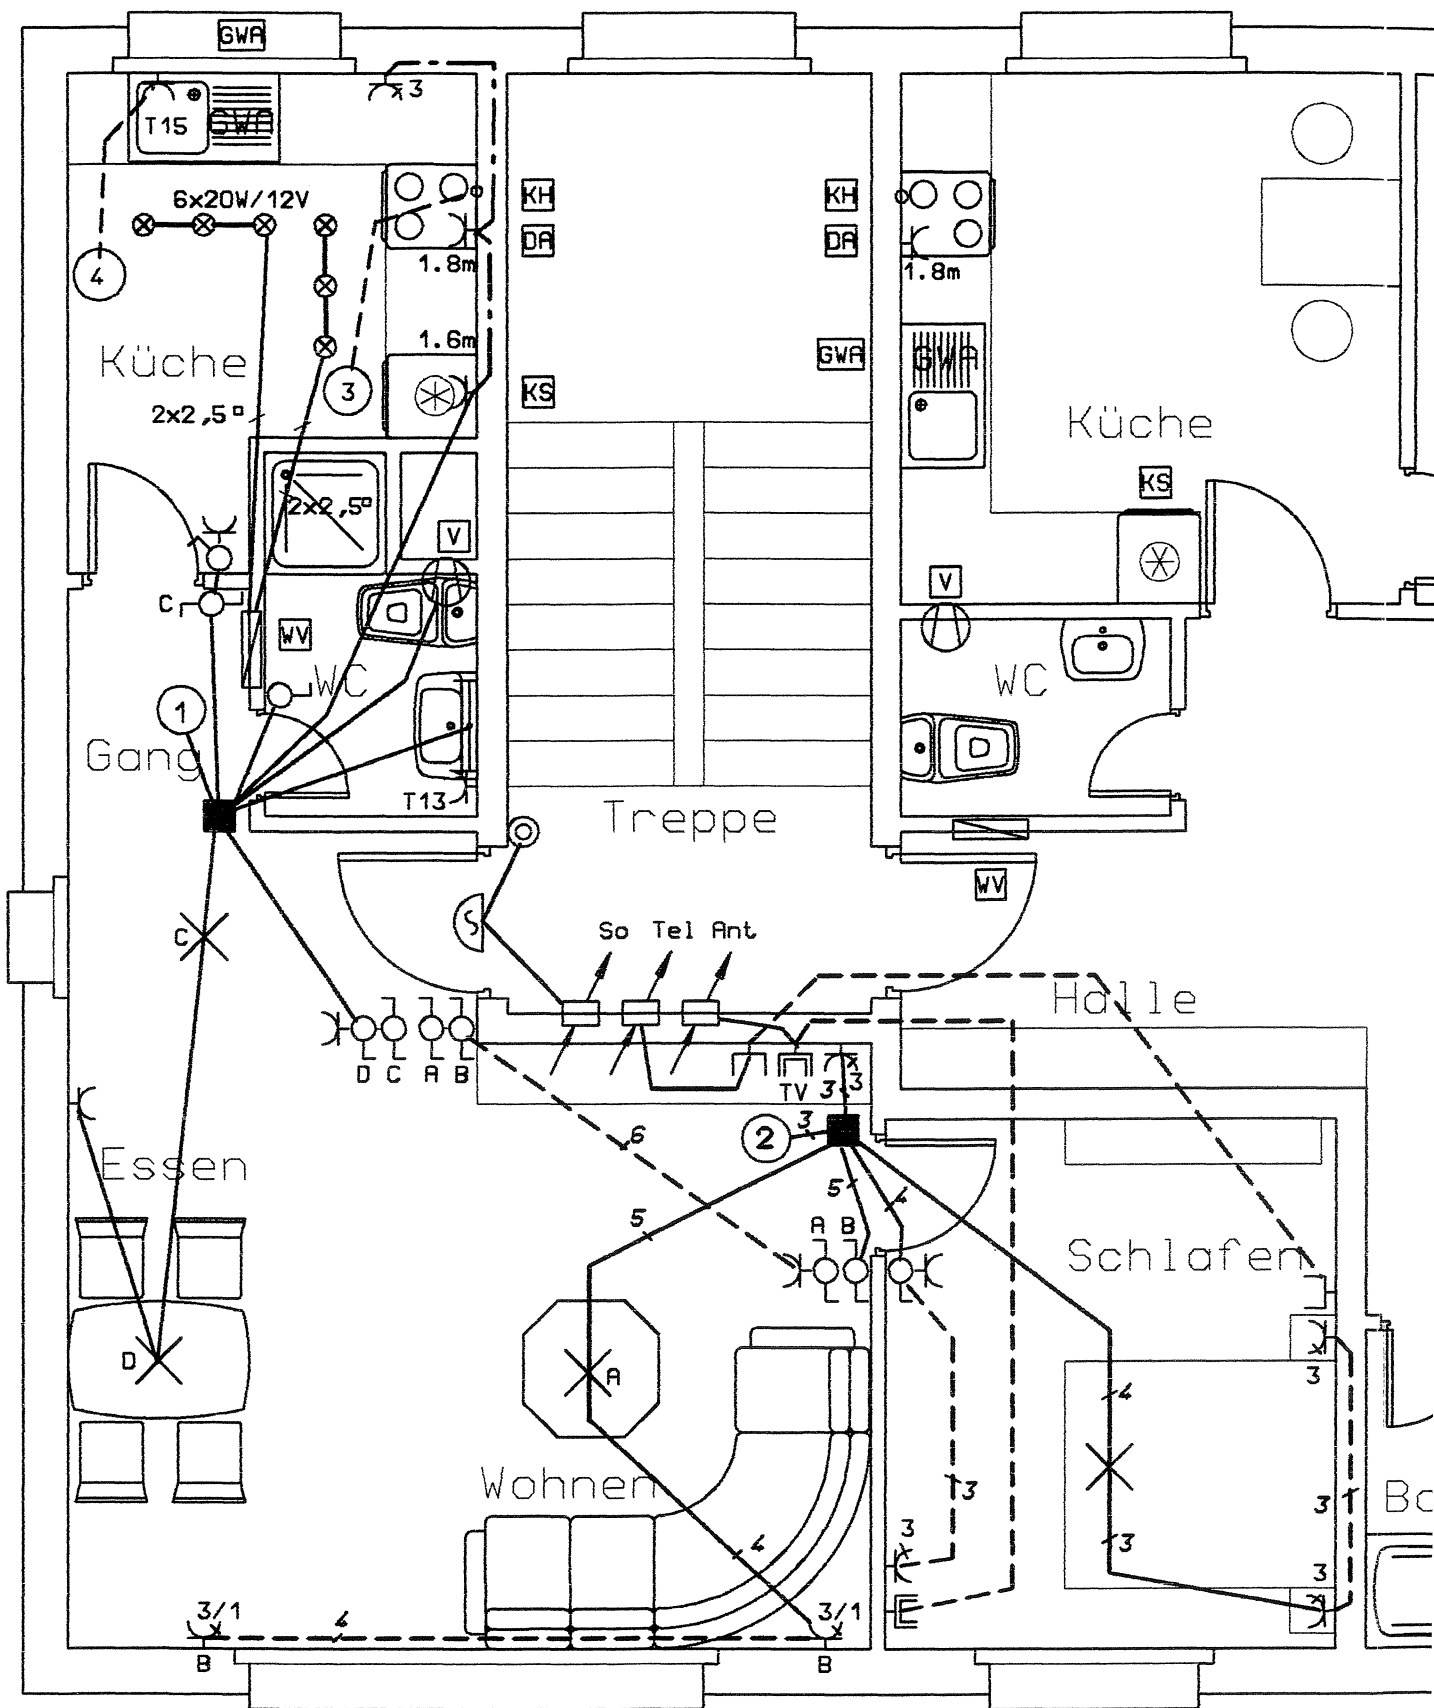 GWA
3
T15 GWA
6x20W/12V
KH KH
DA DA
4
1.8m 1.8m
1.6m
GWA GWA
Küche
3
KS
2x2,5▫
Küche
KS
2x2,5▫
V
V
C
WV
WC WC
1
Gang
T13
Treppe
WV
C
S
So Tel Ant
Halle
D C A B
TV 3 3
2 3
6
Essen
5 4
5
A B
Schlafen
D
A
3
4
Wohnen
3
3
Ba
3
4
3
3
3/1
4
3/1
B
B